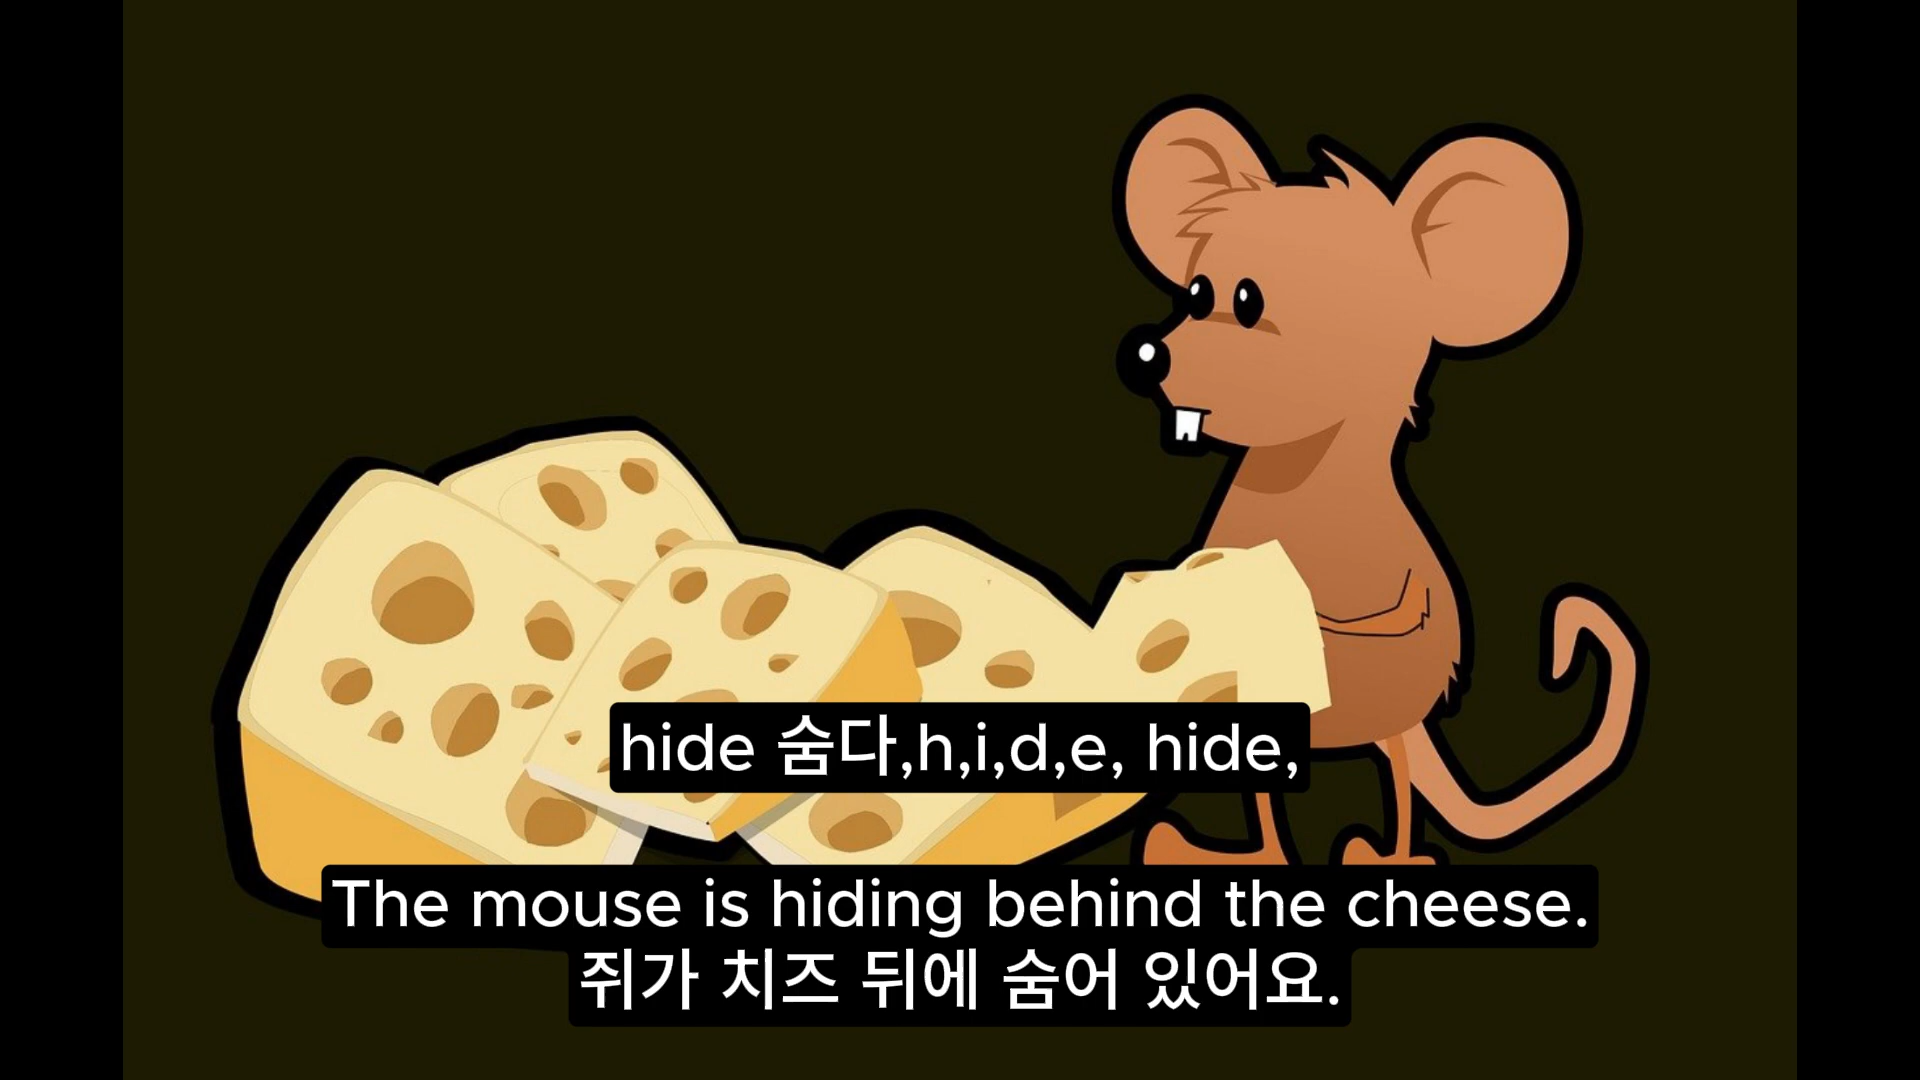 hide 숨다,h,i,d,e, hide,
The mouse is hiding behind the cheese.
쥐가 치즈 뒤에 숨어 있어요.